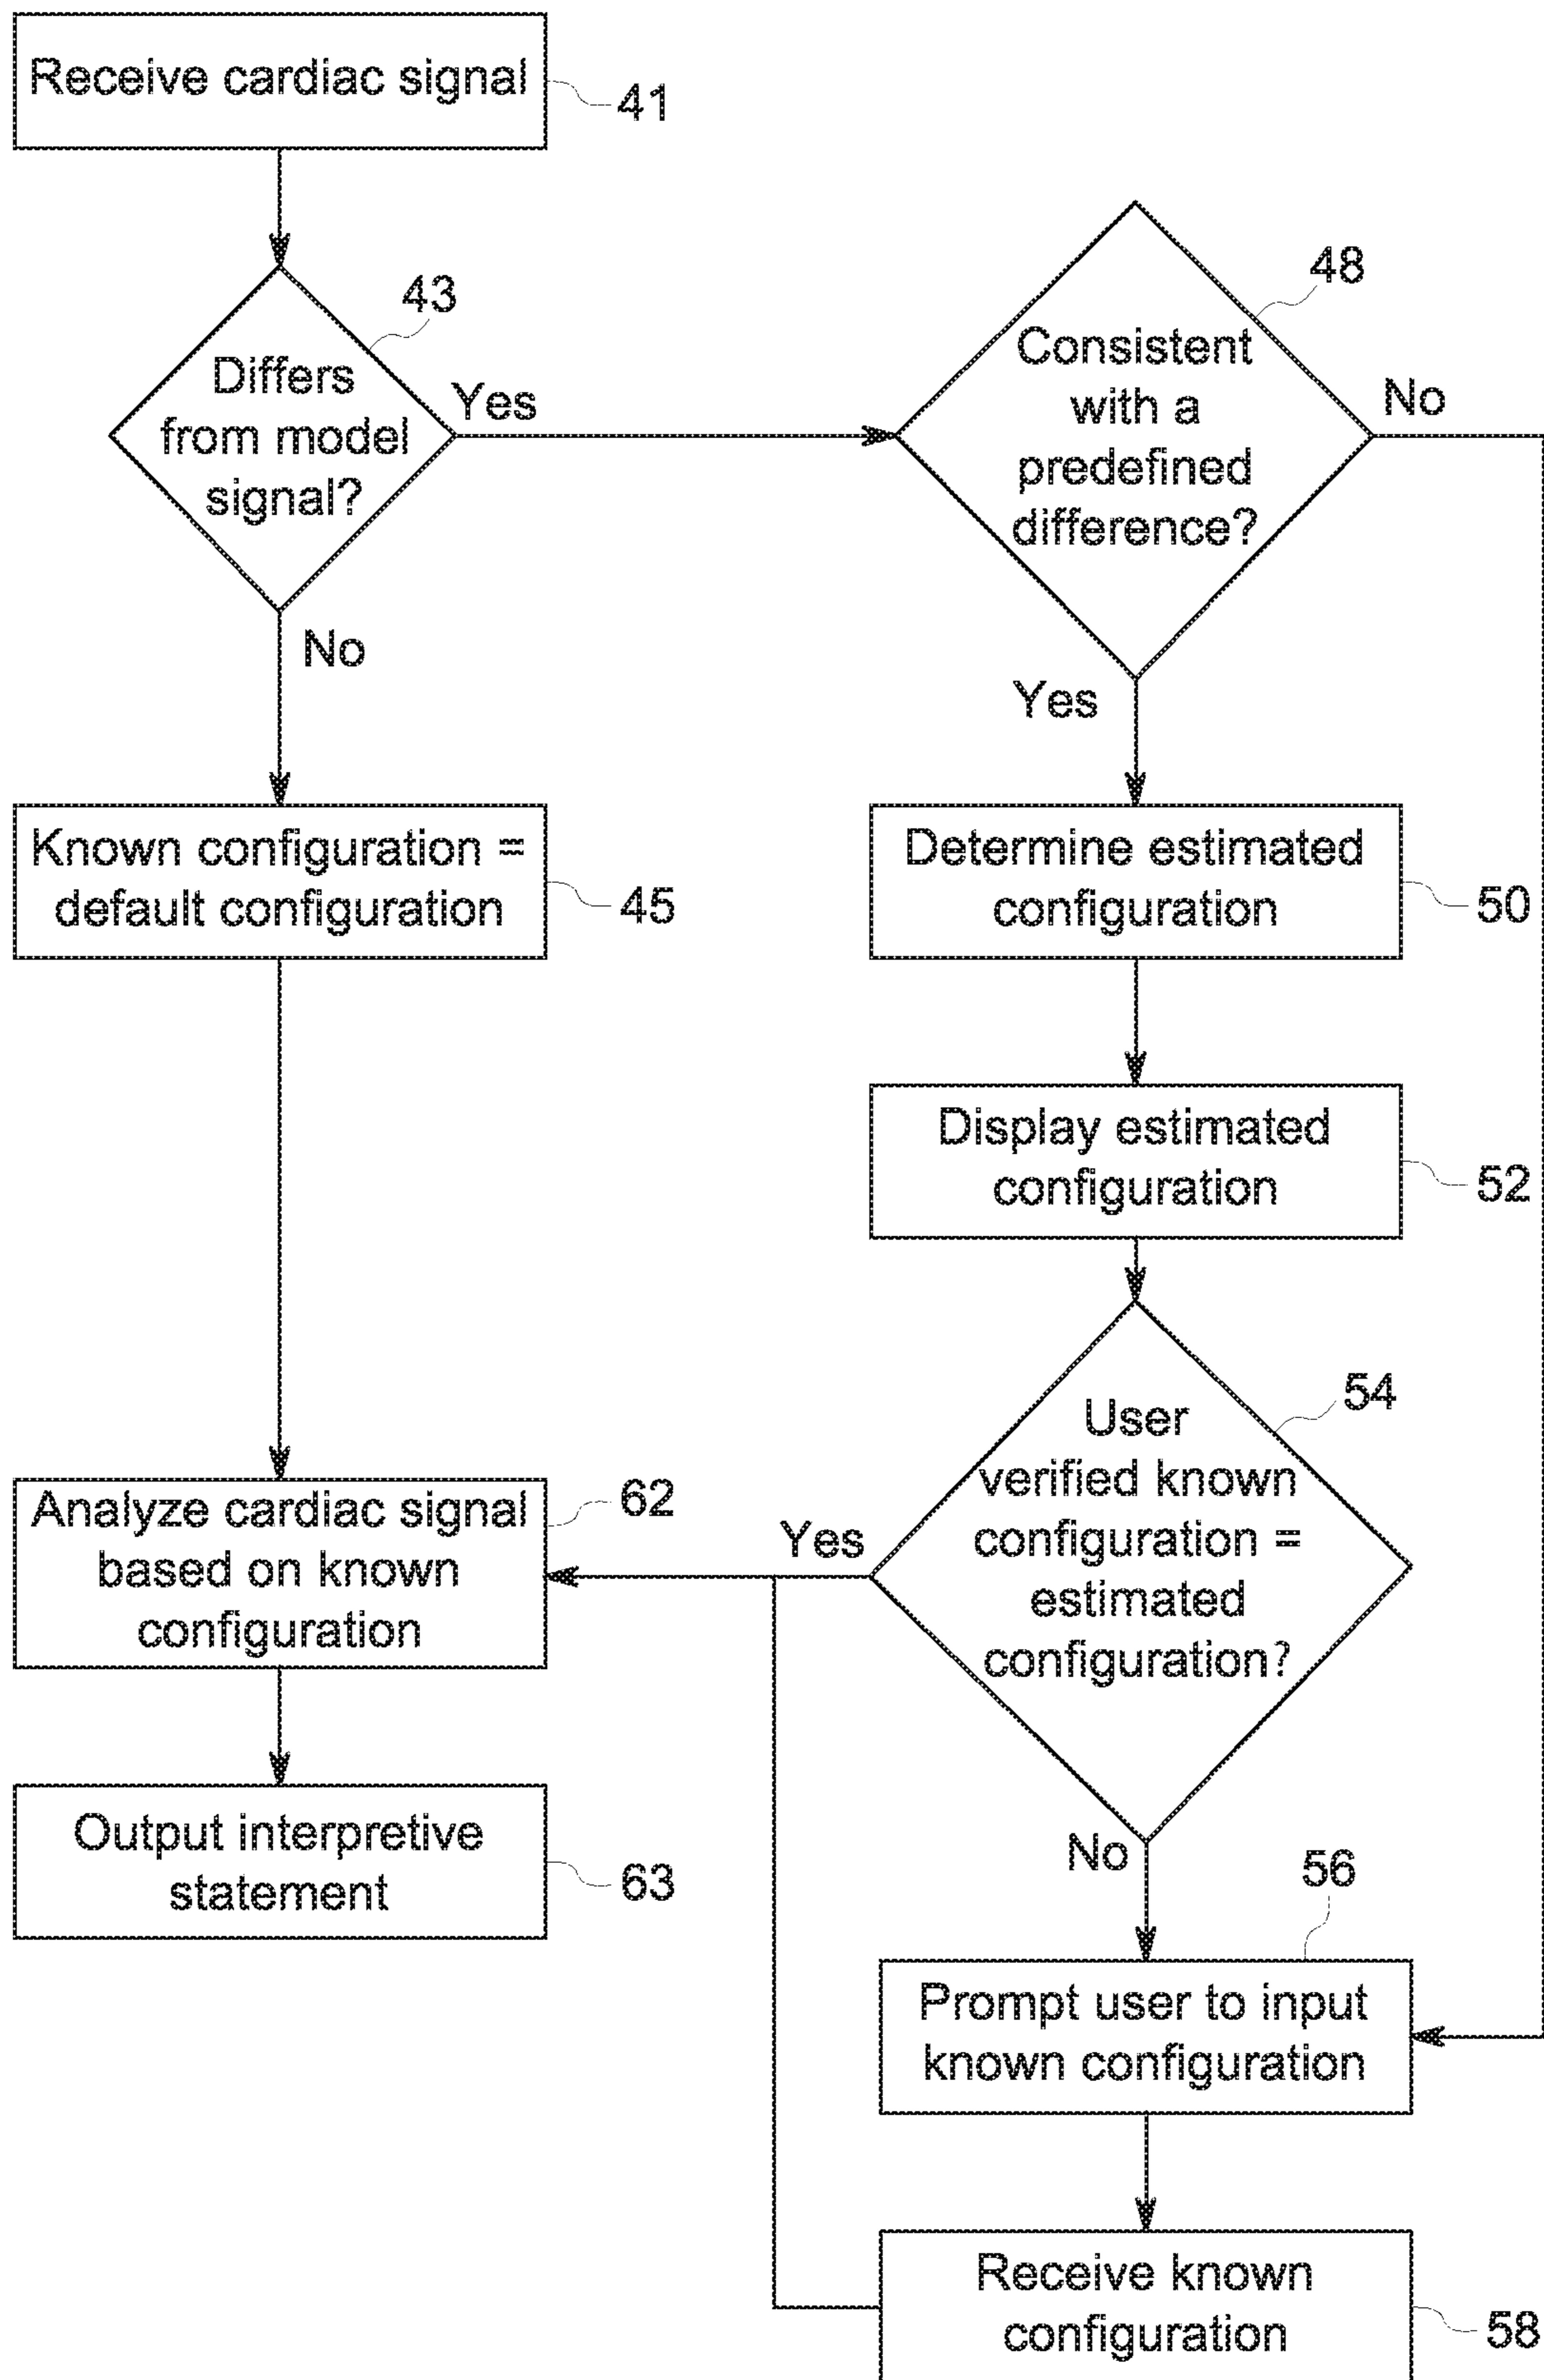 Receive cardiac signal
41
Differs
from model
signal?
43
Yes
No
Consistent
with a
predefined
difference?
48
No
Yes
Known configuration =
default configuration
45
Determine estimated
configuration
50
Display estimated
configuration
52
User
verified known
configuration =
estimated
configuration?
54
Yes
No
Analyze cardiac signal
based on known
configuration
62
Output interpretive
statement
63
Prompt user to input
known configuration
56
Receive known
configuration
58